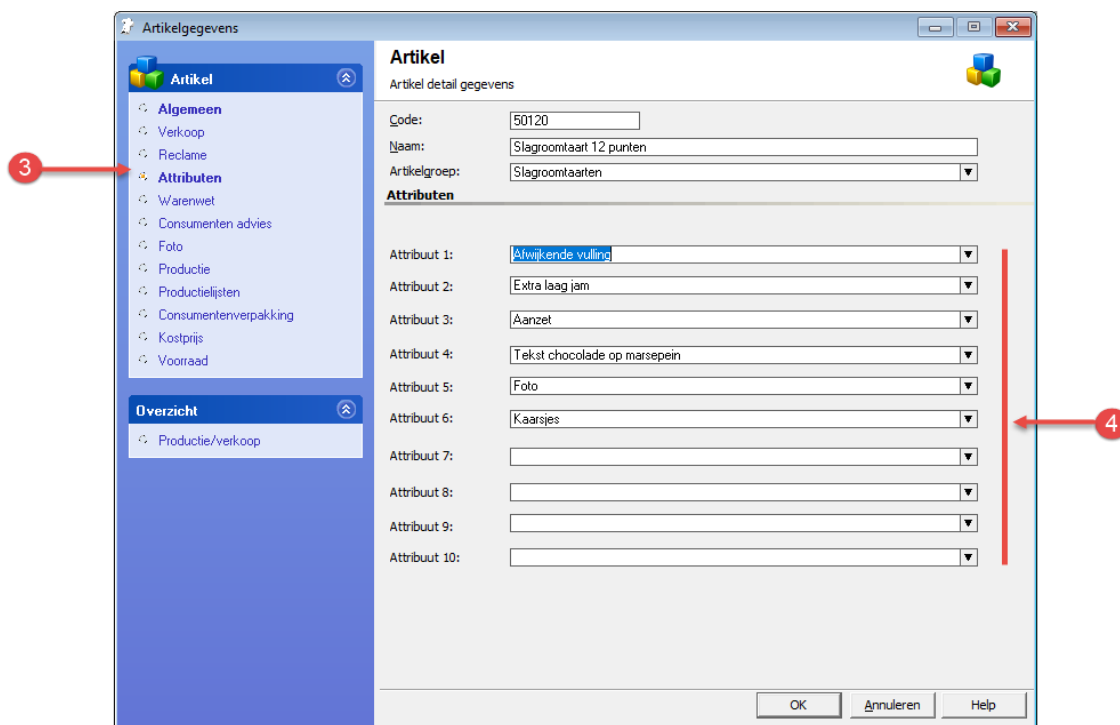 Artikelgegevens
Artikel
Algemeen
Verkoop
Reclame
Attributen
Warenwet
Consumenten advies
Foto
Productie
Productielijsten
Consumentenverpakking
Kostprijs
Voorraad
Overzicht
Productie/verkoop
3
Artikel
Artikel detail gegevens
Code: 50120
Naam: Slagroomtaart 12 punten
Artikelgroep: Slagroomtaarten
Attributen
Attribuut 1: Afwijkende vulling
Attribuut 2: Extra laag jam
Attribuut 3: Aanzet
Attribuut 4: Tekst chocolade op marsepein
Attribuut 5: Foto
Attribuut 6: Kaarsjes
Attribuut 7:
Attribuut 8:
Attribuut 9:
Attribuut 10:
4
OK Annuleren Help